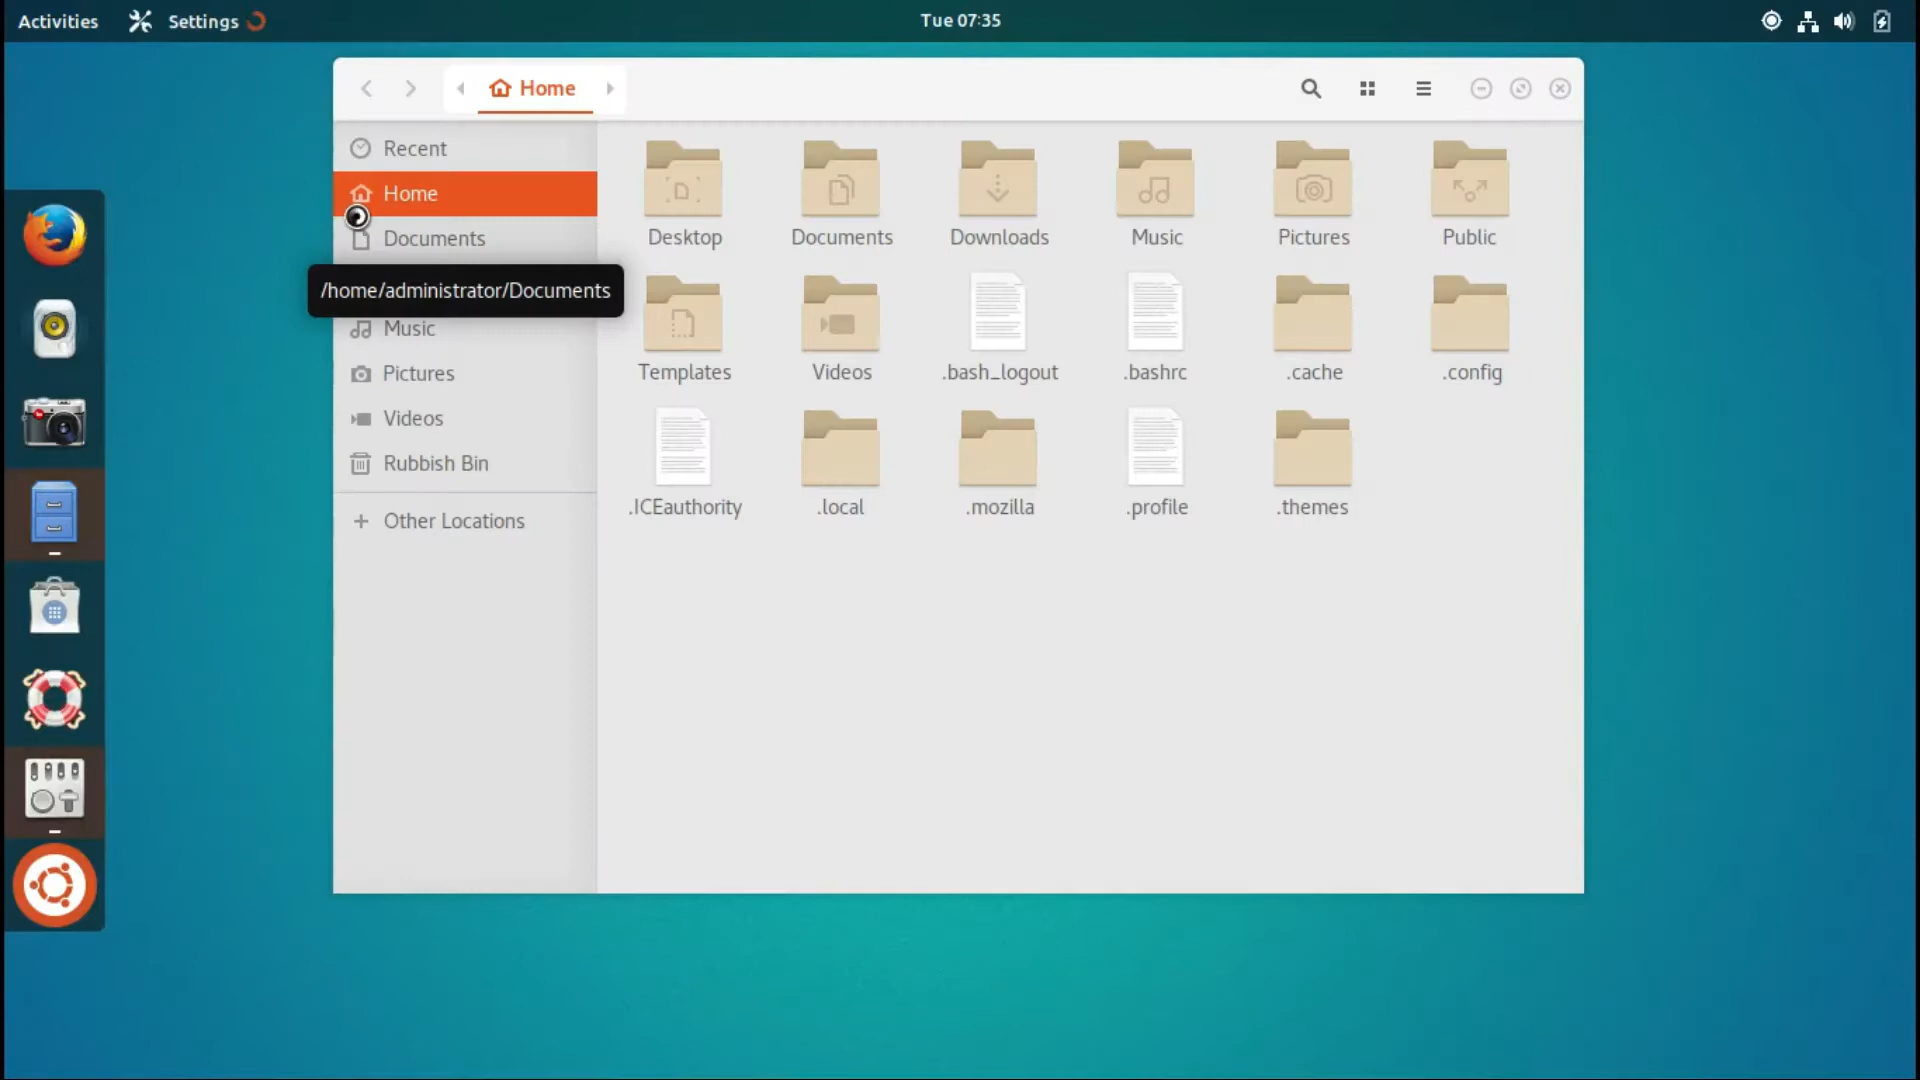 Activities Settings Tue 07:35
Home
Recent
Home
Documents
/home/administrator/Documents
Music
Pictures
Videos
Rubbish Bin
Other Locations
Desktop Documents Downloads Music Pictures Public
Templates Videos .bash_logout .bashrc .cache .config
.ICEauthority .local .mozilla .profile .themes